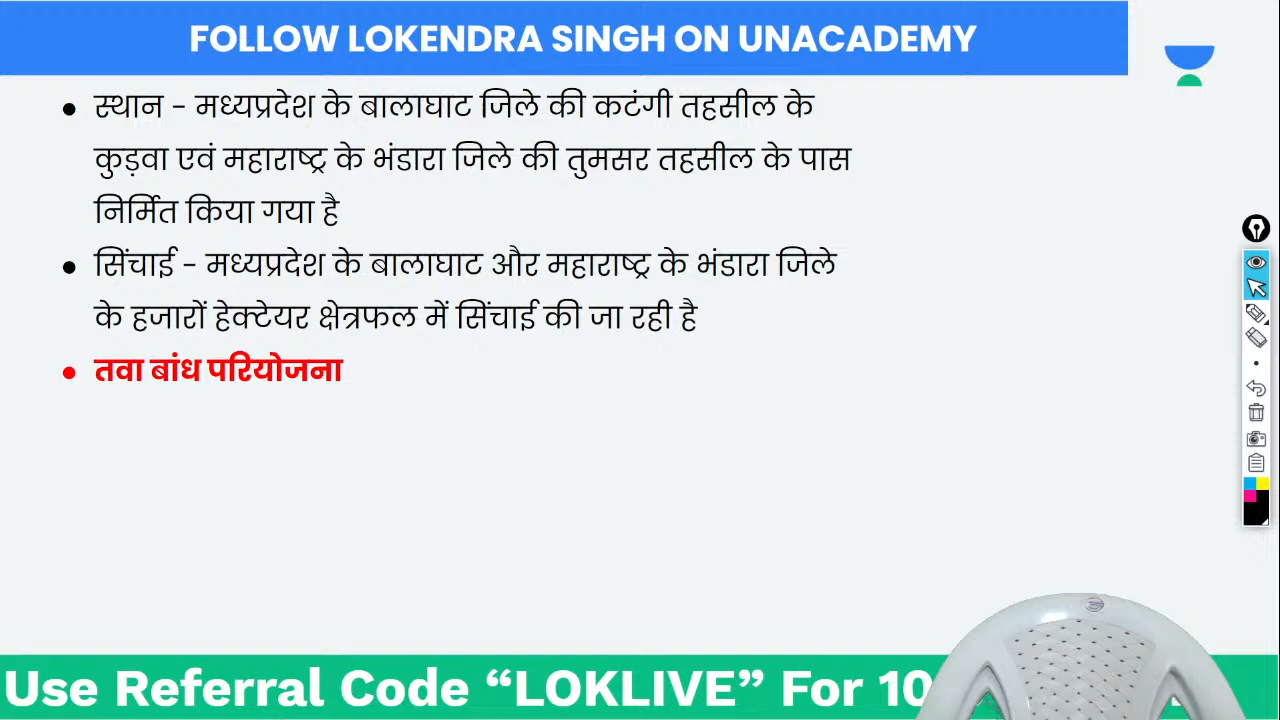 FOLLOW LOKENDRA SINGH ON UNACADEMY
• स्थान - मध्यप्रदेश के बालाघाट जिले की कटंगी तहसील के
कुड़वा एवं महाराष्ट्र के भंडारा जिले की तुमसर तहसील के पास
निर्मित किया गया है
• सिंचाई - मध्यप्रदेश के बालाघाट और महाराष्ट्र के भंडारा जिले
के हजारों हेक्टेयर क्षेत्रफल में सिंचाई की जा रही है
• तवा बांध परियोजना
Use Referral Code “LOKLIVE” For 10